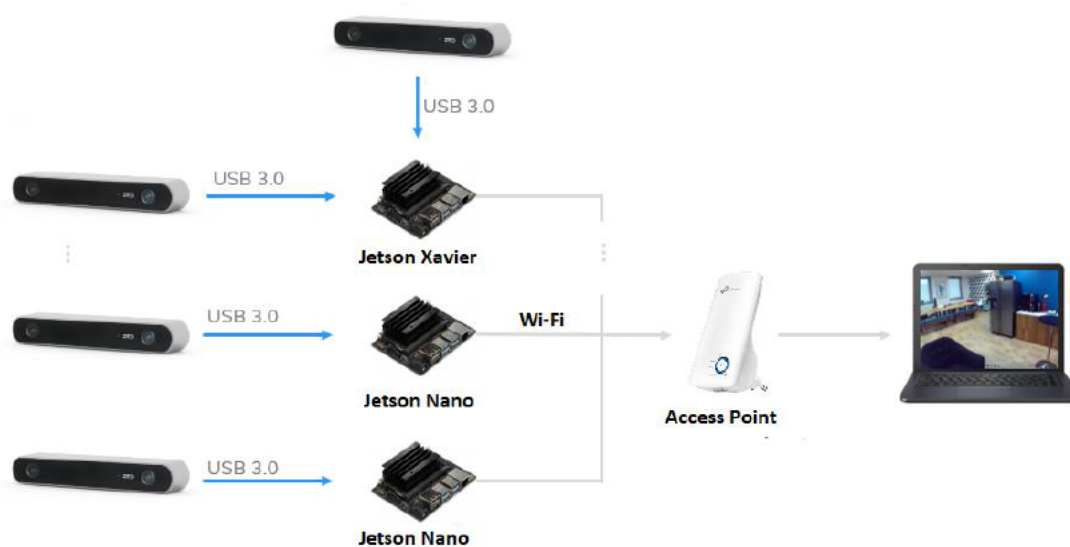 USB 3.0
USB 3.0
Jetson Xavier
USB 3.0
Wi-Fi
Jetson Nano
Access Point
USB 3.0
Jetson Nano